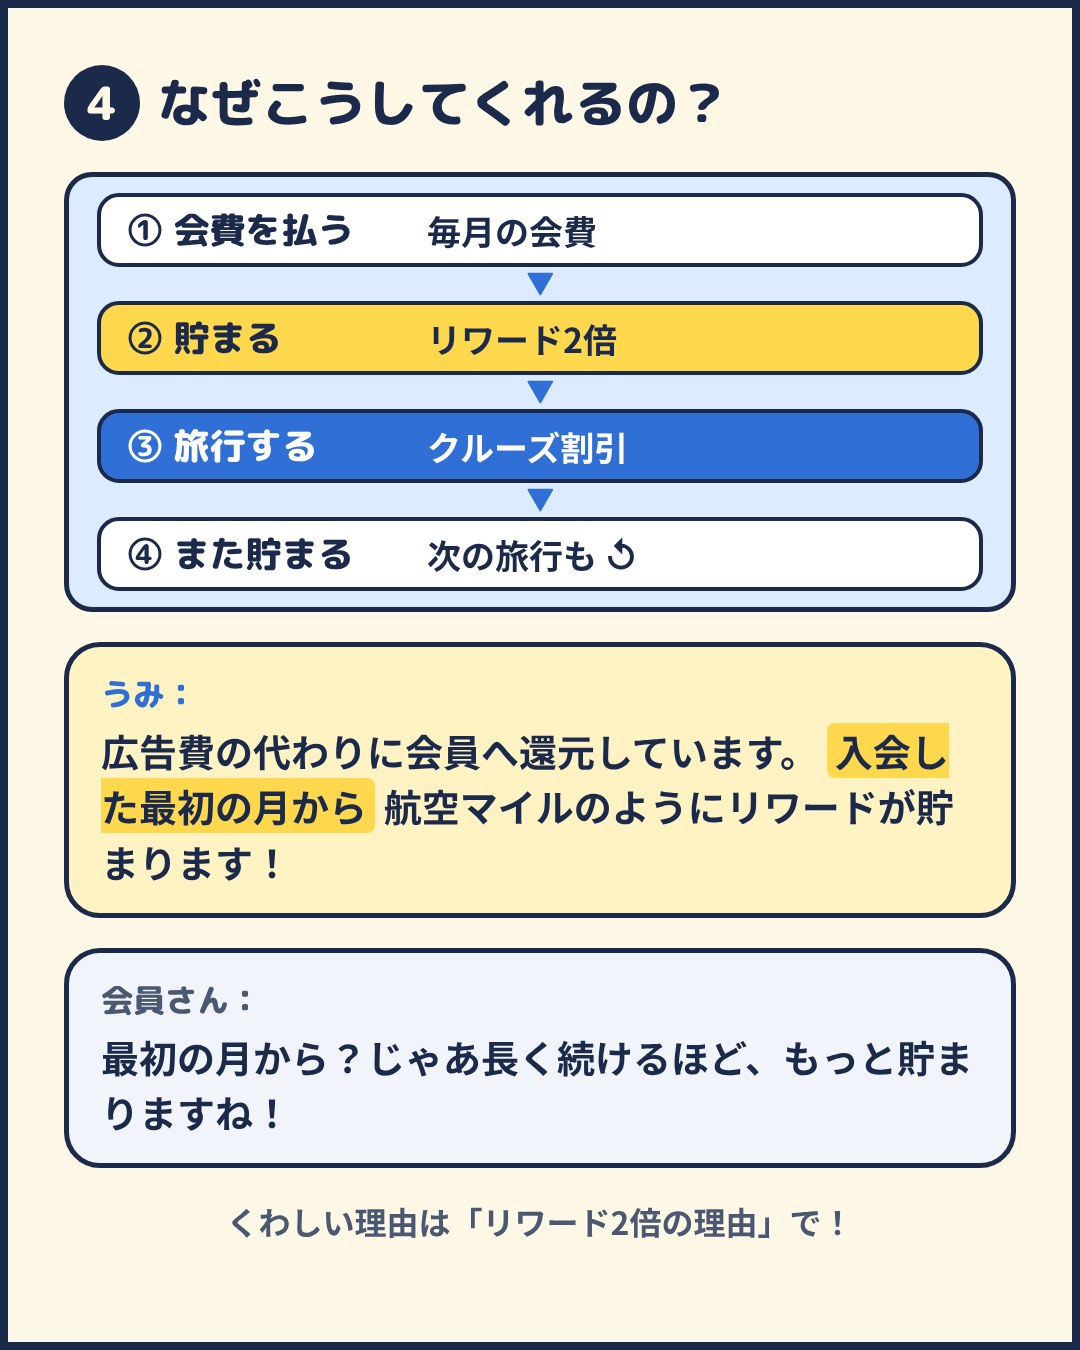 4 なぜこうしてくれるの？
① 会費を払う 毎月の会費
▼
② 貯まる リワード2倍
▼
③ 旅行する クルーズ割引
▼
④ また貯まる 次の旅行も ↺
うみ：
広告費の代わりに会員へ還元しています。 入会し
た最初の月から 航空マイルのようにリワードが貯
まります！
会員さん：
最初の月から？じゃあ長く続けるほど、もっと貯ま
りますね！
くわしい理由は「リワード2倍の理由」で！